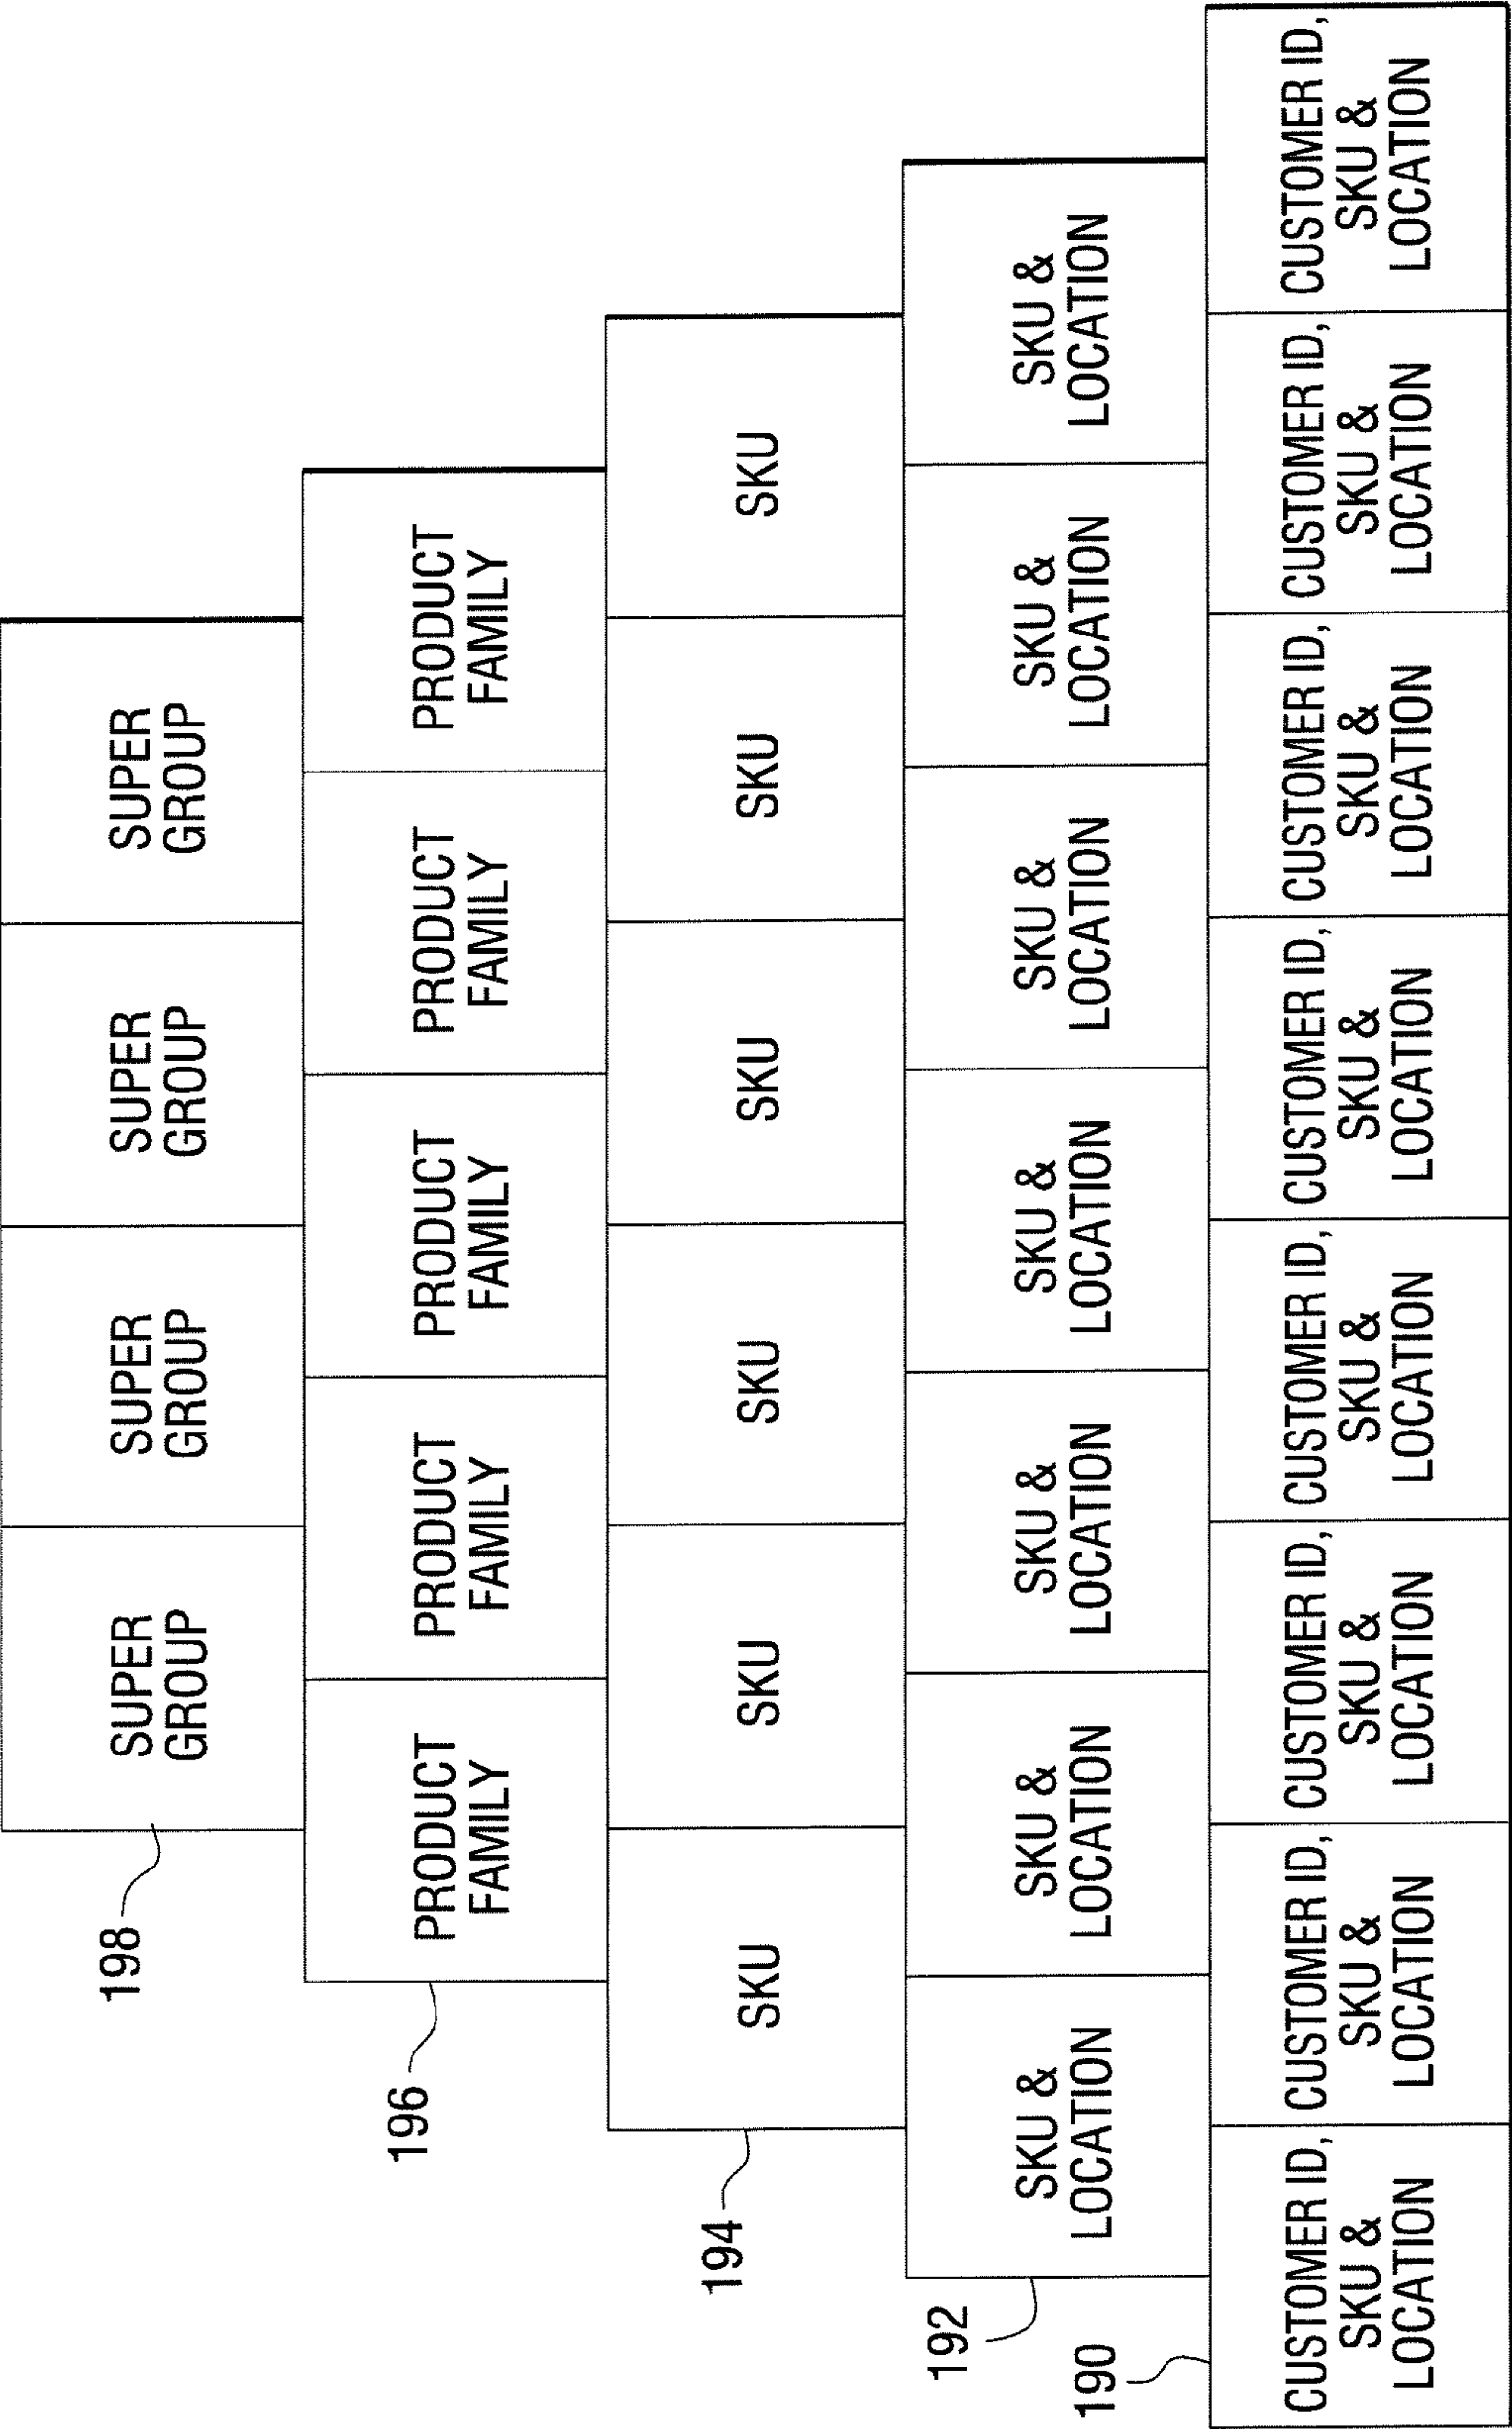 198
SUPER
GROUP
SUPER
GROUP
SUPER
GROUP
SUPER
GROUP
196
PRODUCT
FAMILY
PRODUCT
FAMILY
PRODUCT
FAMILY
PRODUCT
FAMILY
PRODUCT
FAMILY
194
SKU
SKU
SKU
SKU
SKU
SKU
192
SKU &
LOCATION
SKU &
LOCATION
SKU &
LOCATION
SKU &
LOCATION
SKU &
LOCATION
SKU &
LOCATION
SKU &
LOCATION
190
CUSTOMER ID,
SKU &
LOCATION
CUSTOMER ID,
SKU &
LOCATION
CUSTOMER ID,
SKU &
LOCATION
CUSTOMER ID,
SKU &
LOCATION
CUSTOMER ID,
SKU &
LOCATION
CUSTOMER ID,
SKU &
LOCATION
CUSTOMER ID,
SKU &
LOCATION
CUSTOMER ID,
SKU &
LOCATION